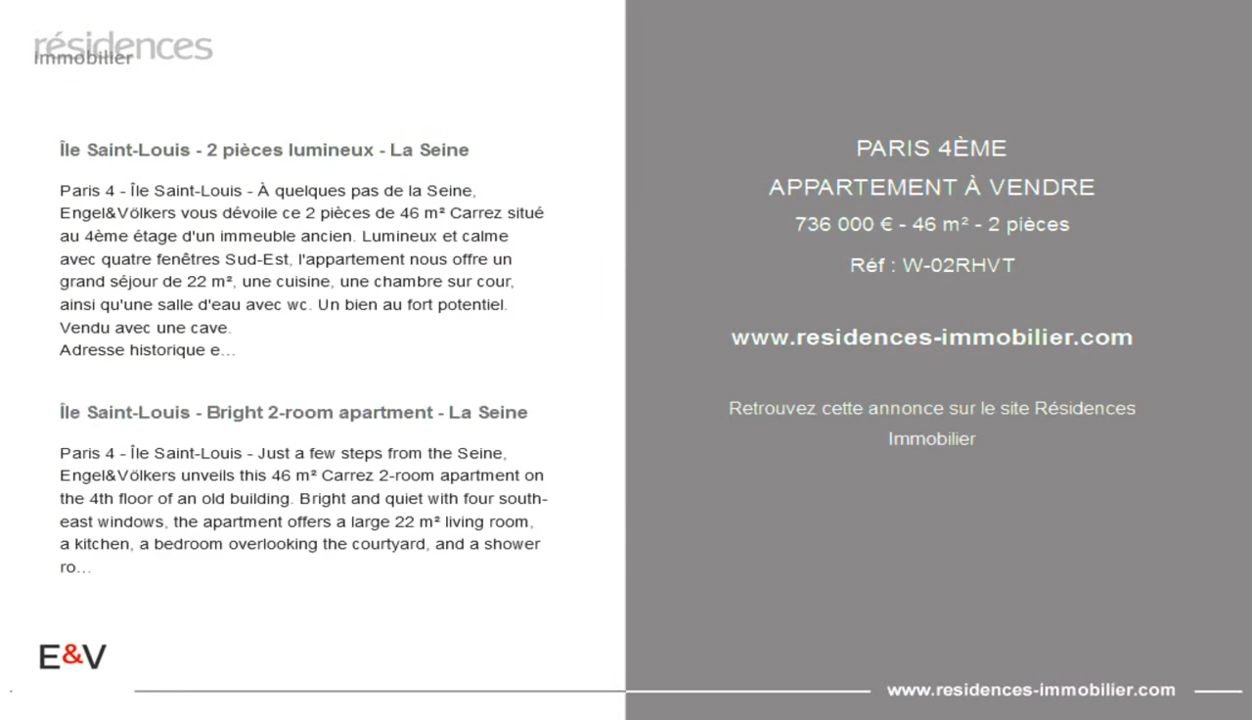 résidences
immobilier
Île Saint-Louis - 2 pièces lumineux - La Seine
Paris 4 - Île Saint-Louis - À quelques pas de la Seine,
Engel&Völkers vous dévoile ce 2 pièces de 46 m² Carrez situé
au 4ème étage d'un immeuble ancien. Lumineux et calme
avec quatre fenêtres Sud-Est, l'appartement nous offre un
grand séjour de 22 m², une cuisine, une chambre sur cour,
ainsi qu'une salle d'eau avec wc. Un bien au fort potentiel.
Vendu avec une cave.
Adresse historique e...
Île Saint-Louis - Bright 2-room apartment - La Seine
Paris 4 - Île Saint-Louis - Just a few steps from the Seine,
Engel&Völkers unveils this 46 m² Carrez 2-room apartment on
the 4th floor of an old building. Bright and quiet with four south-
east windows, the apartment offers a large 22 m² living room,
a kitchen, a bedroom overlooking the courtyard, and a shower
ro...
E&V
PARIS 4ÈME
APPARTEMENT À VENDRE
736 000 € - 46 m² - 2 pièces
Réf : W-02RHVT
www.residences-immobilier.com
Retrouvez cette annonce sur le site Résidences
Immobilier
www.residences-immobilier.com